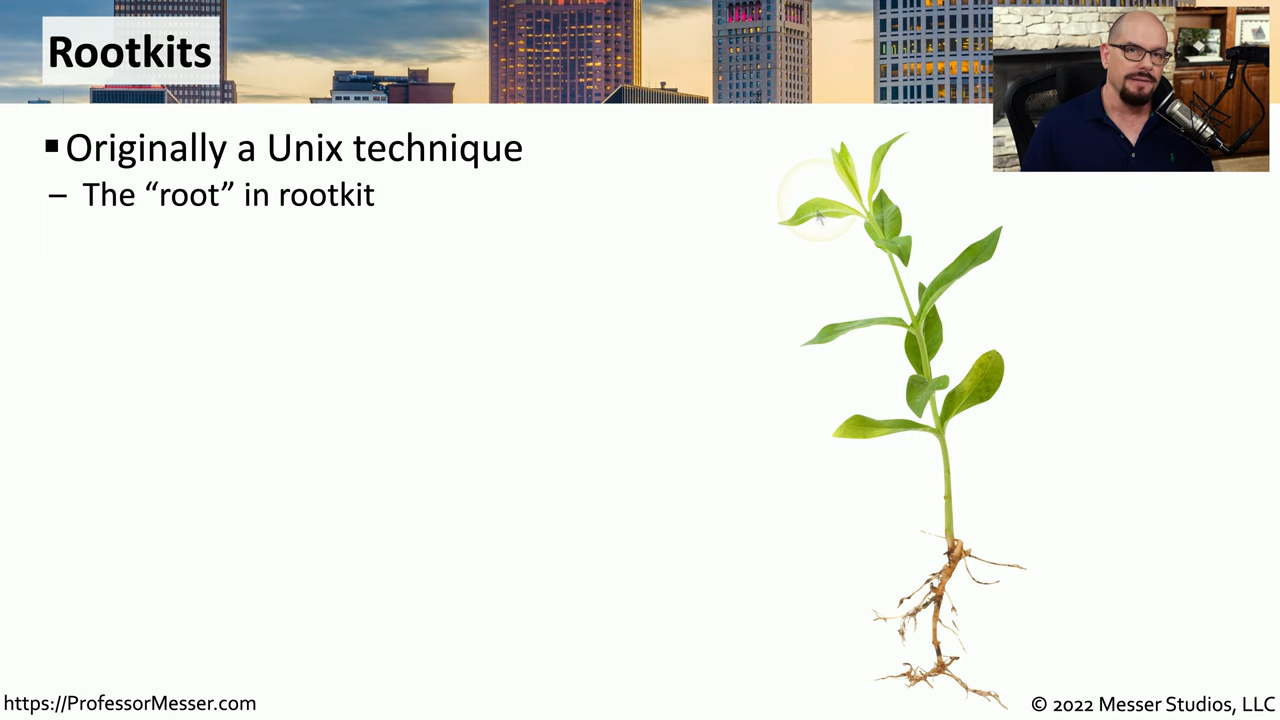 Rootkits
▪ Originally a Unix technique
– The “root” in rootkit
https://ProfessorMesser.com
© 2022 Messer Studios, LLC